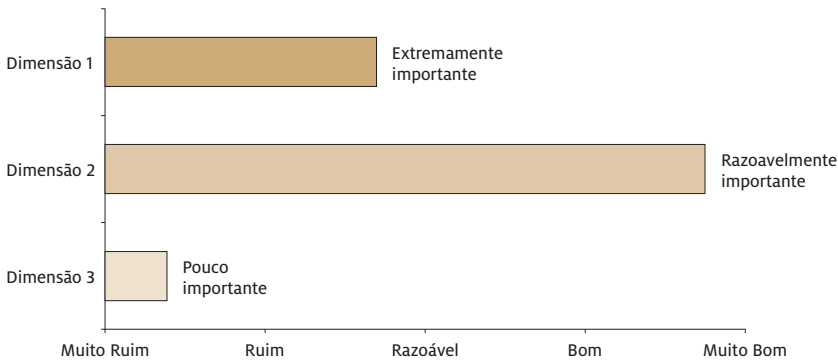 Dimensão 1
Extremamente
importante
Dimensão 2
Razoavelmente
importante
Dimensão 3
Pouco
importante
Muito Ruim Ruim Razoável Bom Muito Bom